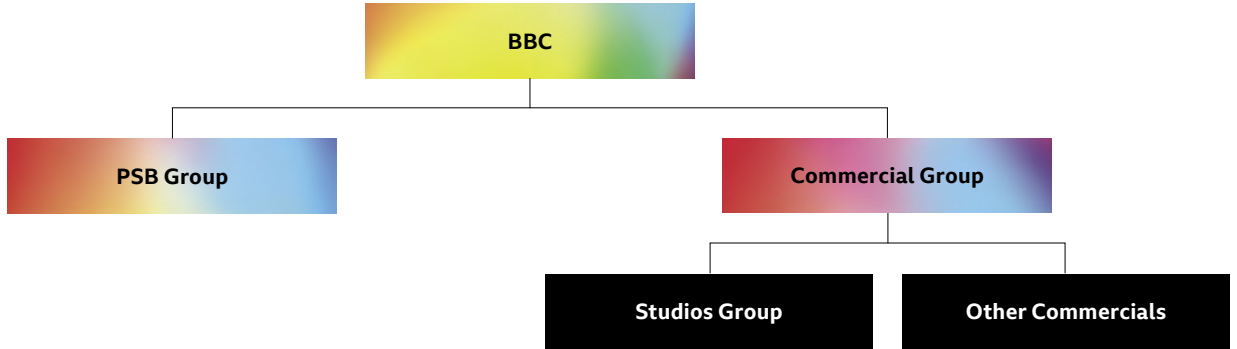 BBC
PSB Group
Commercial Group
Studios Group
Other Commercials